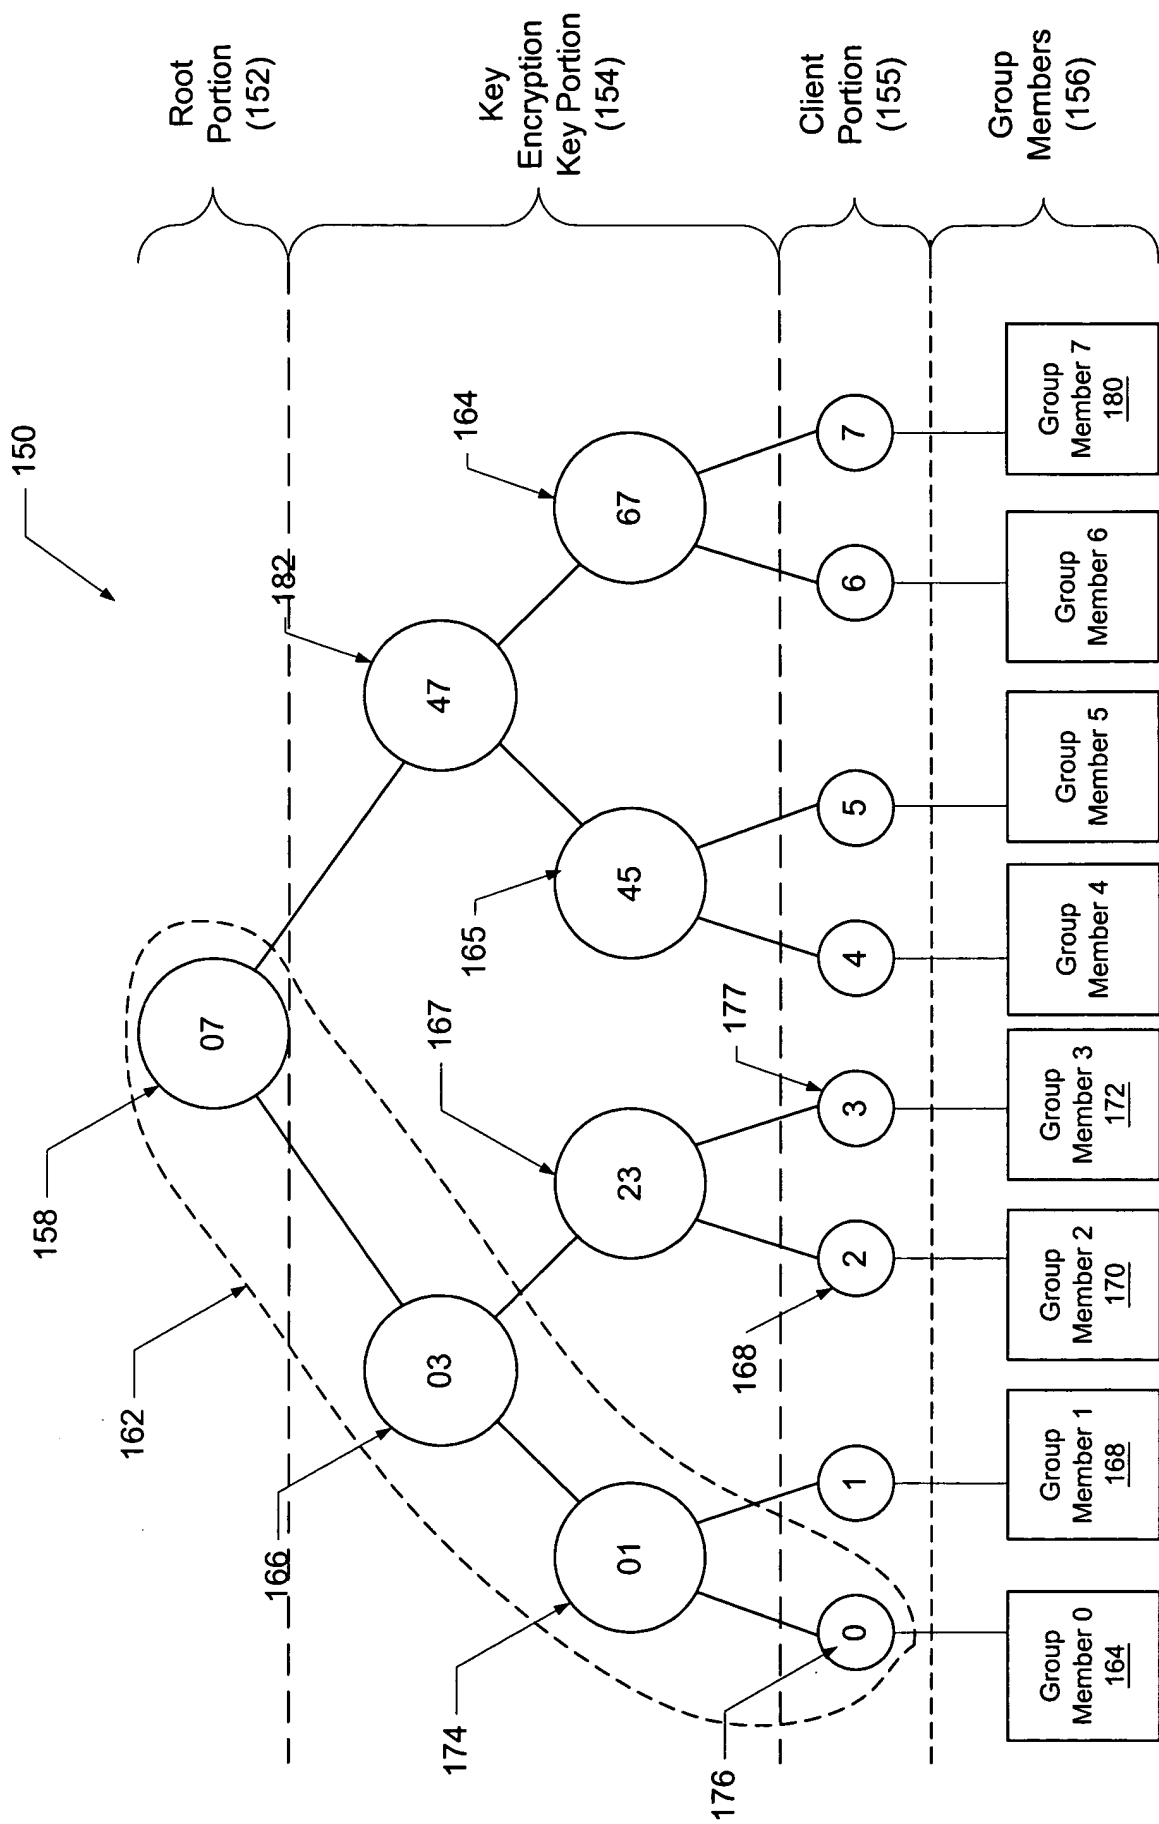 150
Root
Portion
(152)
158
07
162
182
Key
Encryption
Key Portion
(154)
166
03
47
167
165
164
174
01
23
45
67
168
177
Client
Portion
(155)
176
0
1
2
3
4
5
6
7
Group
Members
(156)
Group
Member 0
164
Group
Member 1
168
Group
Member 2
170
Group
Member 3
172
Group
Member 4
Group
Member 5
Group
Member 6
Group
Member 7
180